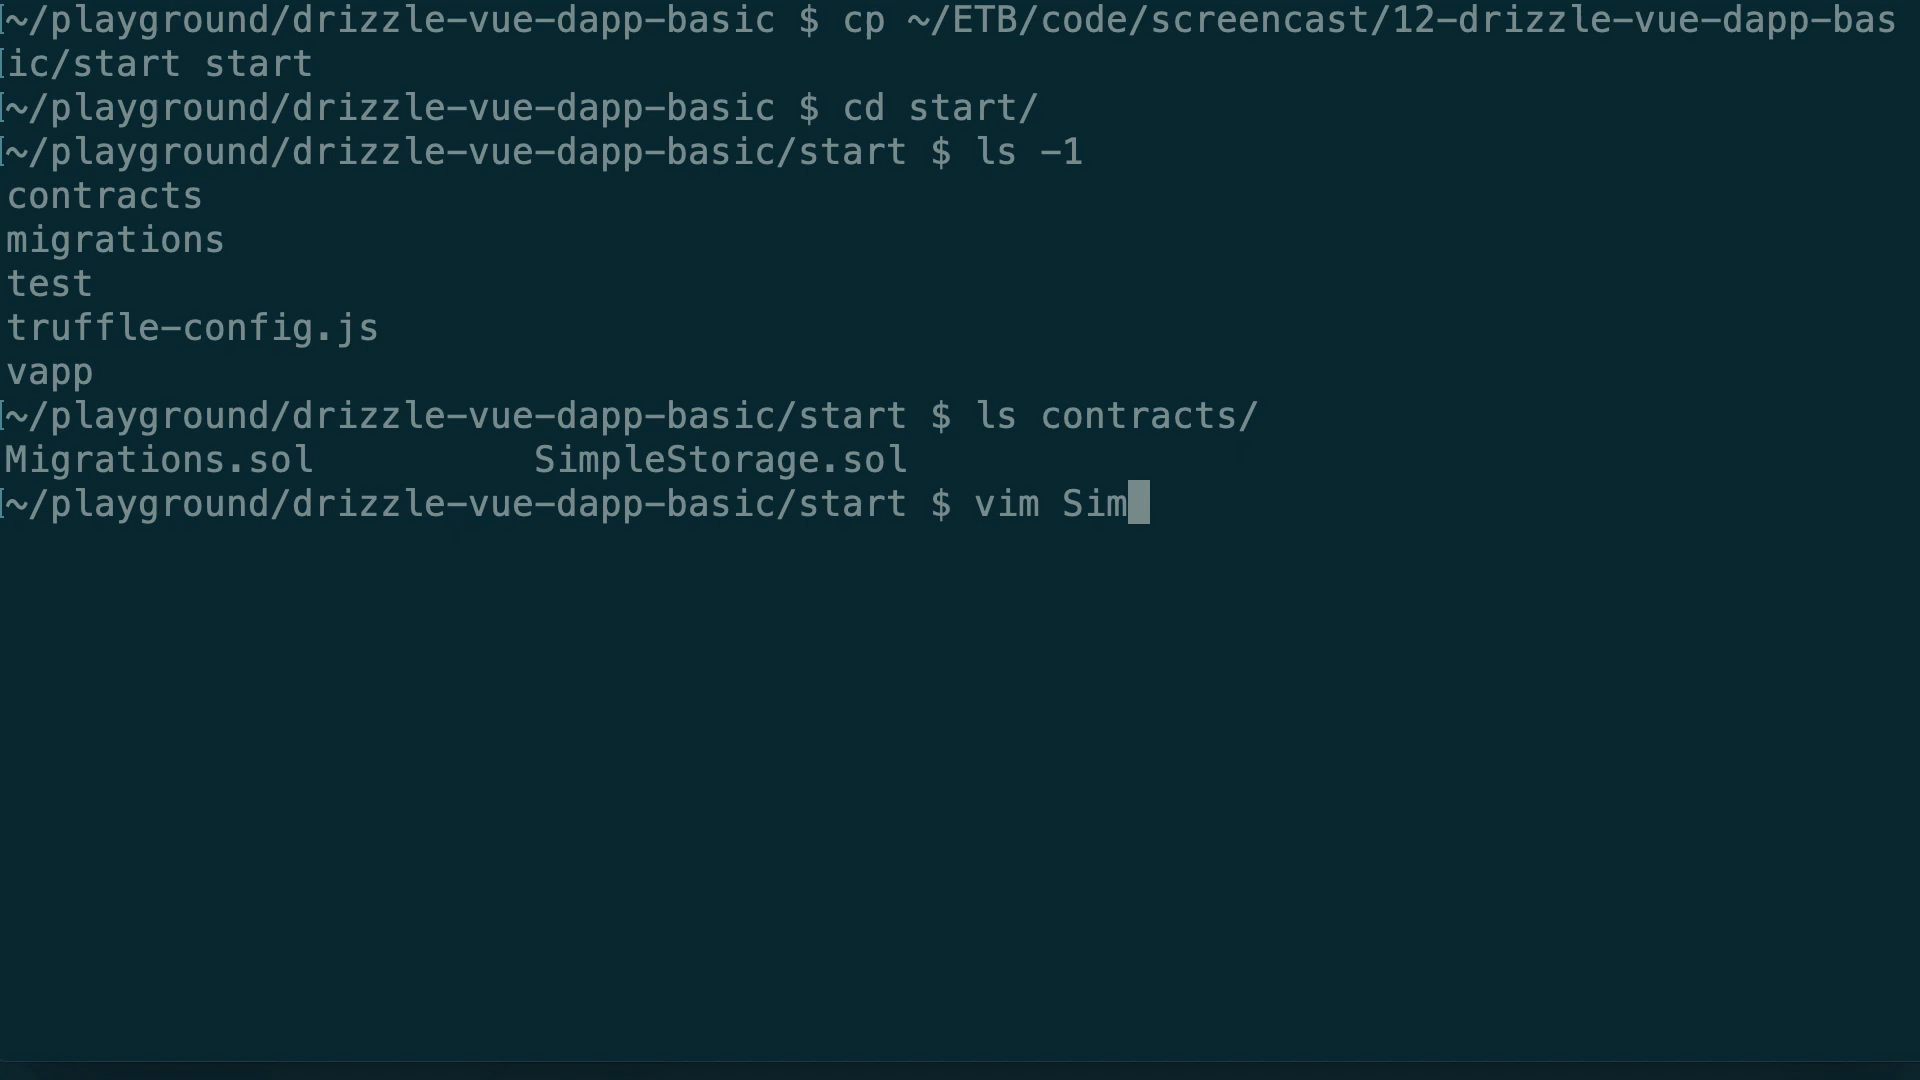 ~/playground/drizzle-vue-dapp-basic $ cp ~/ETB/code/screencast/12-drizzle-vue-dapp-bas
ic/start start
~/playground/drizzle-vue-dapp-basic $ cd start/
~/playground/drizzle-vue-dapp-basic/start $ ls -1
contracts
migrations
test
truffle-config.js
vapp
~/playground/drizzle-vue-dapp-basic/start $ ls contracts/
Migrations.sol          SimpleStorage.sol
~/playground/drizzle-vue-dapp-basic/start $ vim Sim